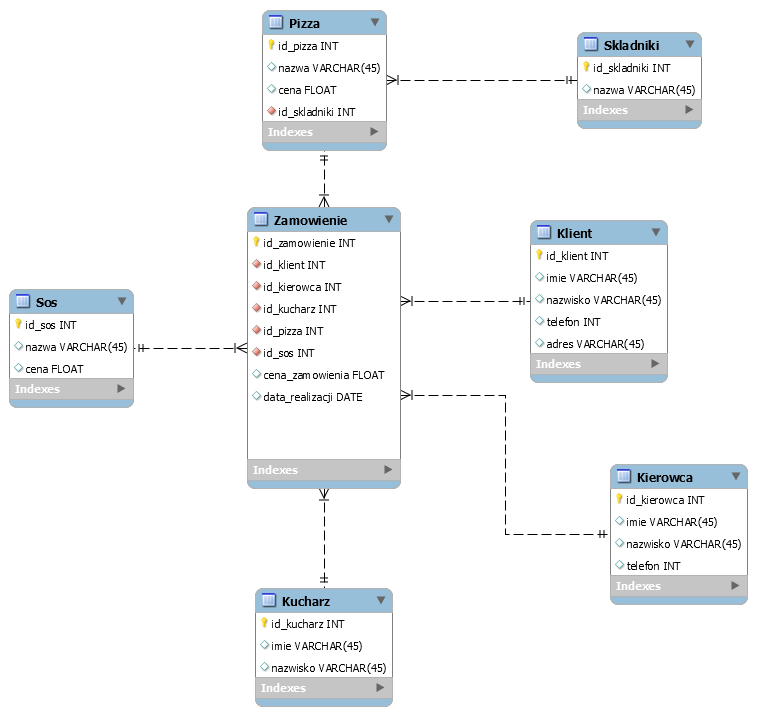 Pizza
id_pizza INT
nazwa VARCHAR(45)
cena FLOAT
id_skladniki INT
Indexes
Skladniki
id_skladniki INT
nazwa VARCHAR(45)
Indexes
Zamowienie
id_zamowienie INT
id_klient INT
id_kierowca INT
id_kucharz INT
id_pizza INT
id_sos INT
cena_zamowienia FLOAT
data_realizacji DATE
Indexes
Klient
id_klient INT
imie VARCHAR(45)
nazwisko VARCHAR(45)
telefon INT
adres VARCHAR(45)
Indexes
Sos
id_sos INT
nazwa VARCHAR(45)
cena FLOAT
Indexes
Kierowca
id_kierowca INT
imie VARCHAR(45)
nazwisko VARCHAR(45)
telefon INT
Indexes
Kucharz
id_kucharz INT
imie VARCHAR(45)
nazwisko VARCHAR(45)
Indexes